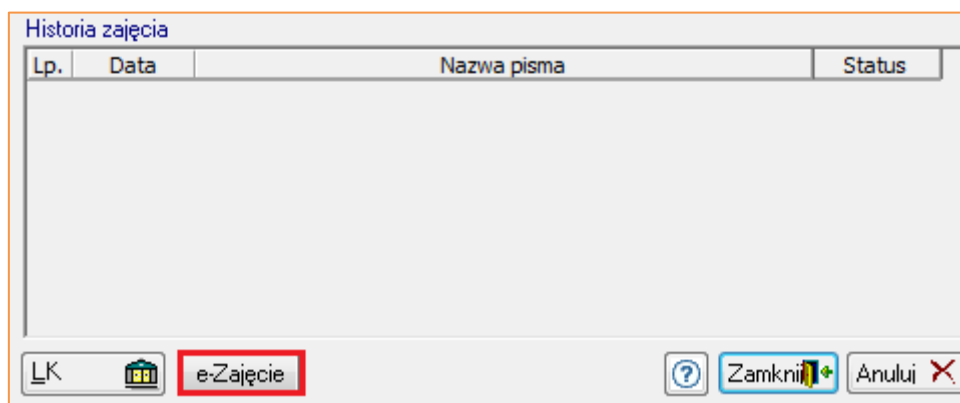 Historia zajęcia
Lp. Data Nazwa pisma Status
LK e-Zajęcie ? Zamknij Anuluj